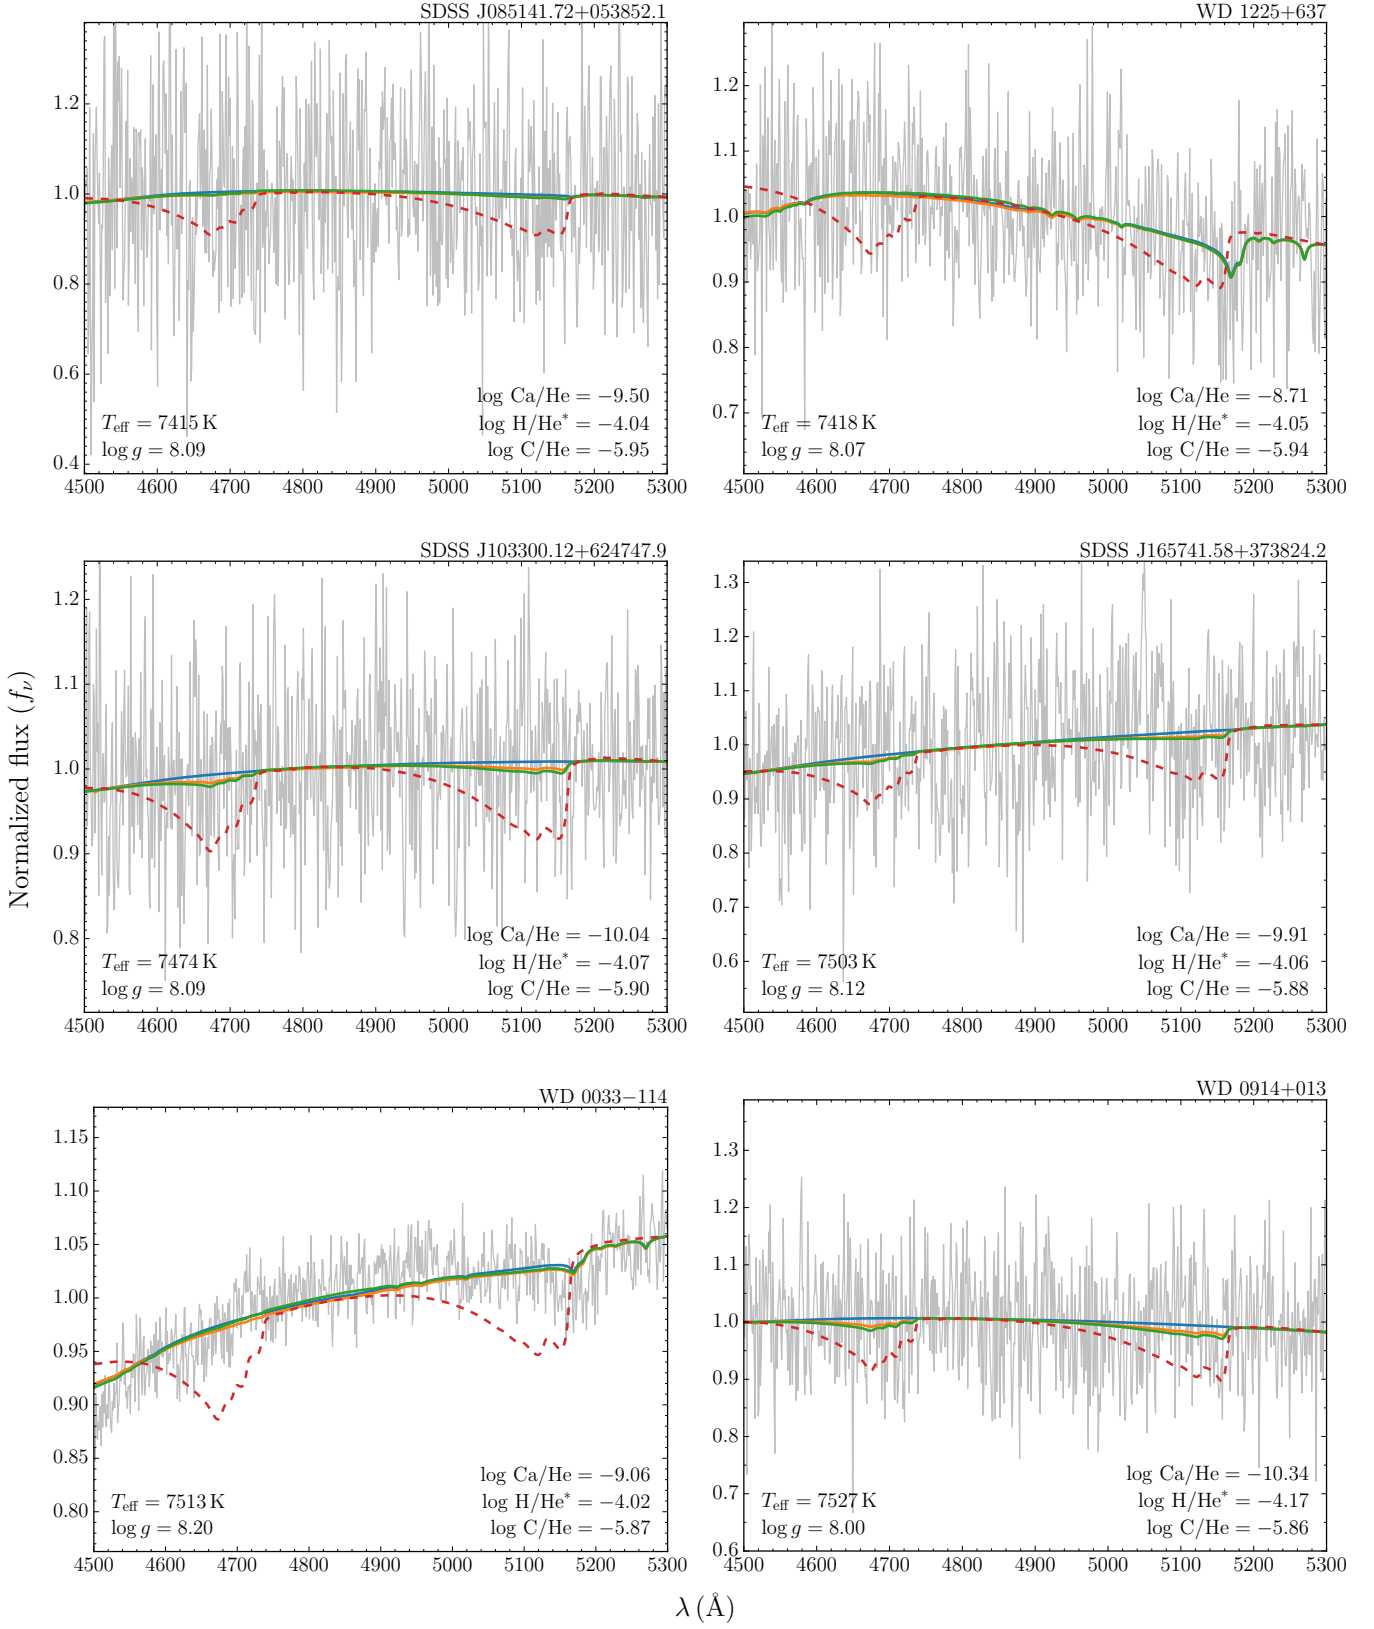 SDSS J085141.72+053852.1
1.2
1.0
0.8
0.6
0.4
log Ca/He = −9.50
T_eff = 7415 K
log H/He* = −4.04
log g = 8.09
log C/He = −5.95
4500 4600 4700 4800 4900 5000 5100 5200 5300
WD 1225+637
1.2
1.1
1.0
0.9
0.8
0.7
log Ca/He = −8.71
T_eff = 7418 K
log H/He* = −4.05
log g = 8.07
log C/He = −5.94
4500 4600 4700 4800 4900 5000 5100 5200 5300
Normalized flux (f_ν)
SDSS J103300.12+624747.9
1.2
1.1
1.0
0.9
0.8
log Ca/He = −10.04
T_eff = 7474 K
log H/He* = −4.07
log g = 8.09
log C/He = −5.90
4500 4600 4700 4800 4900 5000 5100 5200 5300
SDSS J165741.58+373824.2
1.3
1.2
1.1
1.0
0.9
0.8
0.7
0.6
log Ca/He = −9.91
T_eff = 7503 K
log H/He* = −4.06
log g = 8.12
log C/He = −5.88
4500 4600 4700 4800 4900 5000 5100 5200 5300
WD 0033−114
1.15
1.10
1.05
1.00
0.95
0.90
0.85
0.80
log Ca/He = −9.06
T_eff = 7513 K
log H/He* = −4.02
log g = 8.20
log C/He = −5.87
4500 4600 4700 4800 4900 5000 5100 5200 5300
WD 0914+013
1.3
1.2
1.1
1.0
0.9
0.8
0.7
0.6
log Ca/He = −10.34
T_eff = 7527 K
log H/He* = −4.17
log g = 8.00
log C/He = −5.86
4500 4600 4700 4800 4900 5000 5100 5200 5300
λ (Å)